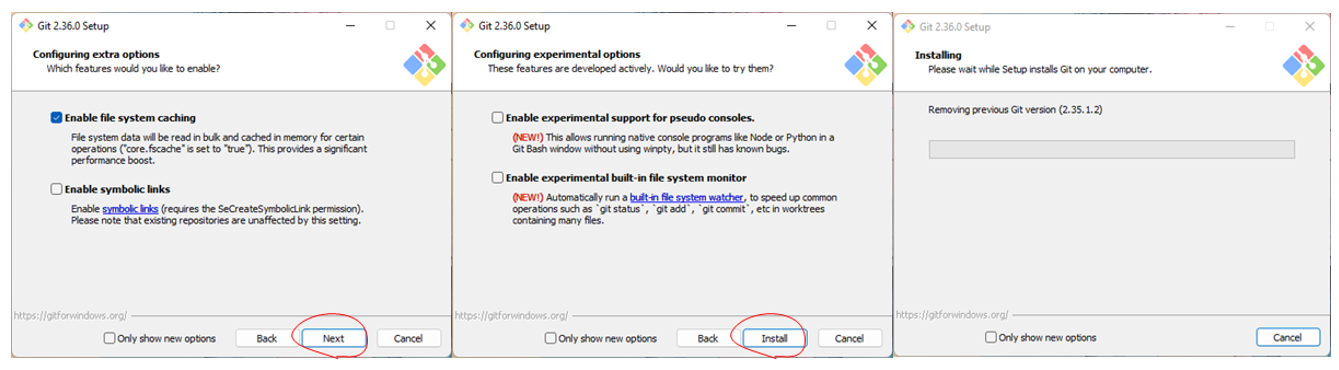 Git 2.36.0 Setup
Configuring extra options
Which features would you like to enable?
Enable file system caching
File system data will be read in bulk and cached in memory for certain
operations ("core.fscache" is set to "true"). This provides a significant
performance boost.
Enable symbolic links
Enable symbolic links (requires the SeCreateSymbolicLink permission).
Please note that existing repositories are unaffected by this setting.
https://gitforwindows.org/
Only show new options
Back
Next
Cancel
Git 2.36.0 Setup
Configuring experimental options
These features are developed actively. Would you like to try them?
Enable experimental support for pseudo consoles.
(NEW!) This allows running native console programs like Node or Python in a
Git Bash window without using winpty, but it still has known bugs.
Enable experimental built-in file system monitor
(NEW!) Automatically run a built-in file system watcher, to speed up common
operations such as `git status`, `git add`, `git commit`, etc in worktrees
containing many files.
https://gitforwindows.org/
Only show new options
Back
Install
Cancel
Git 2.36.0 Setup
Installing
Please wait while Setup installs Git on your computer.
Removing previous Git version (2.35.1.2)
https://gitforwindows.org/
Only show new options
Cancel